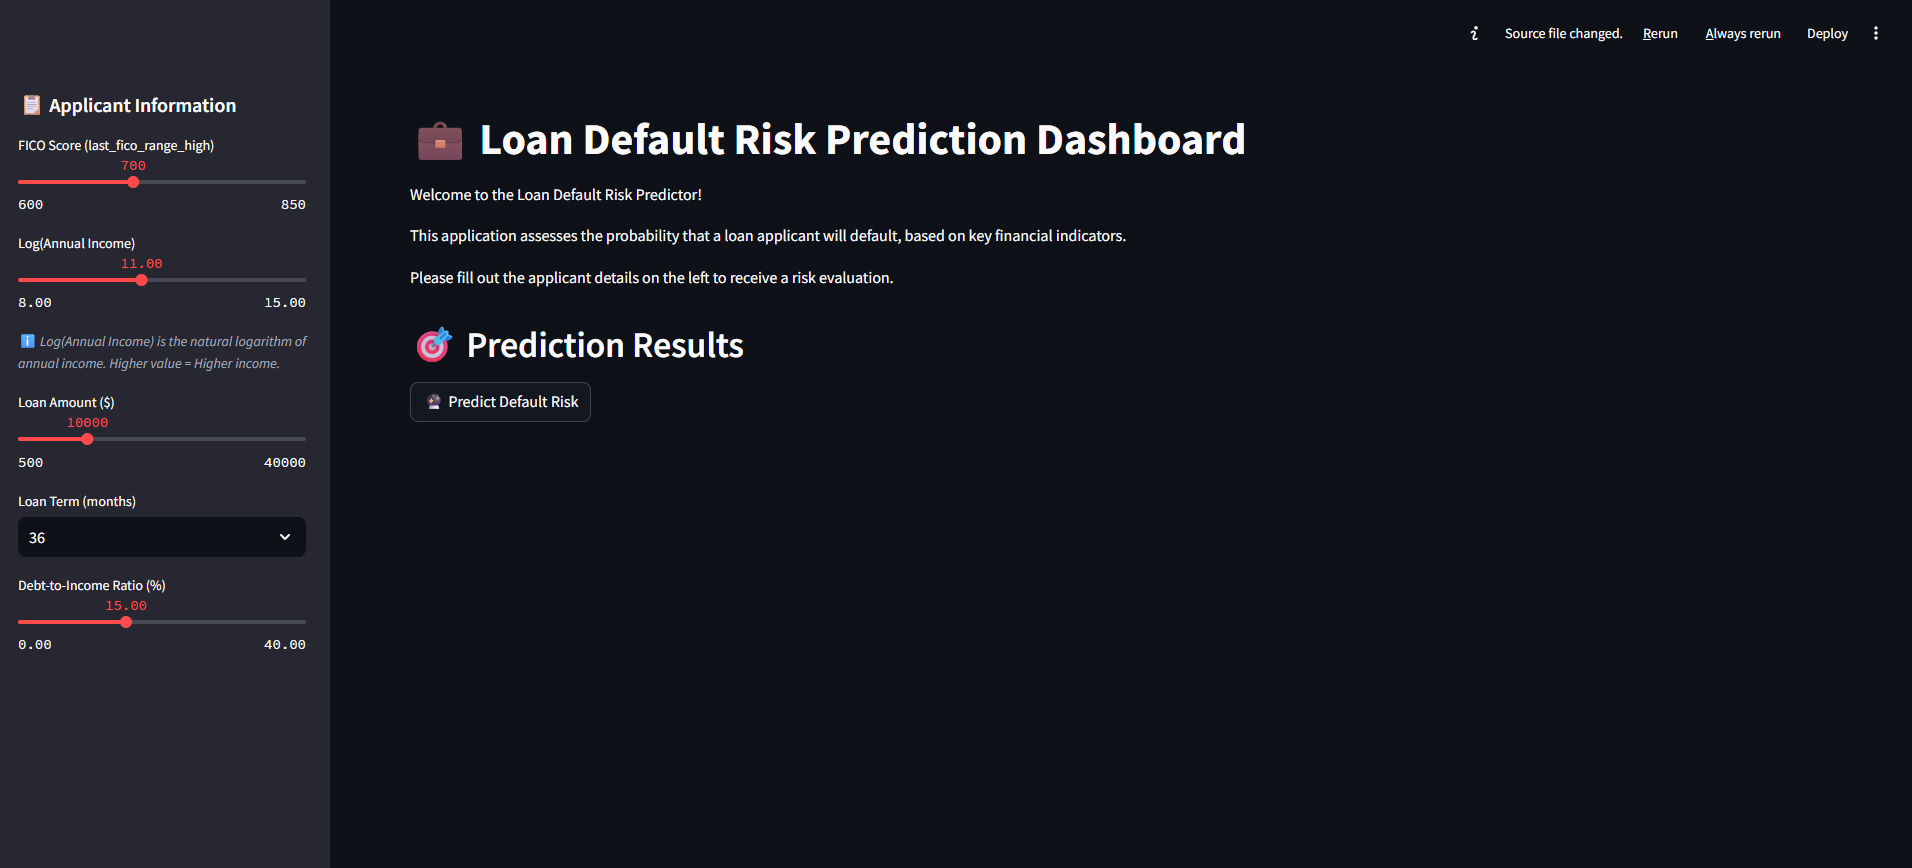 Source file changed. Rerun Always rerun Deploy
Applicant Information
FICO Score (last_fico_range_high)
700
600 850
Log(Annual Income)
11.00
8.00 15.00
Log(Annual Income) is the natural logarithm of
annual income. Higher value = Higher income.
Loan Amount ($)
10000
500 40000
Loan Term (months)
36
Debt-to-Income Ratio (%)
15.00
0.00 40.00
Loan Default Risk Prediction Dashboard
Welcome to the Loan Default Risk Predictor!
This application assesses the probability that a loan applicant will default, based on key financial indicators.
Please fill out the applicant details on the left to receive a risk evaluation.
Prediction Results
Predict Default Risk